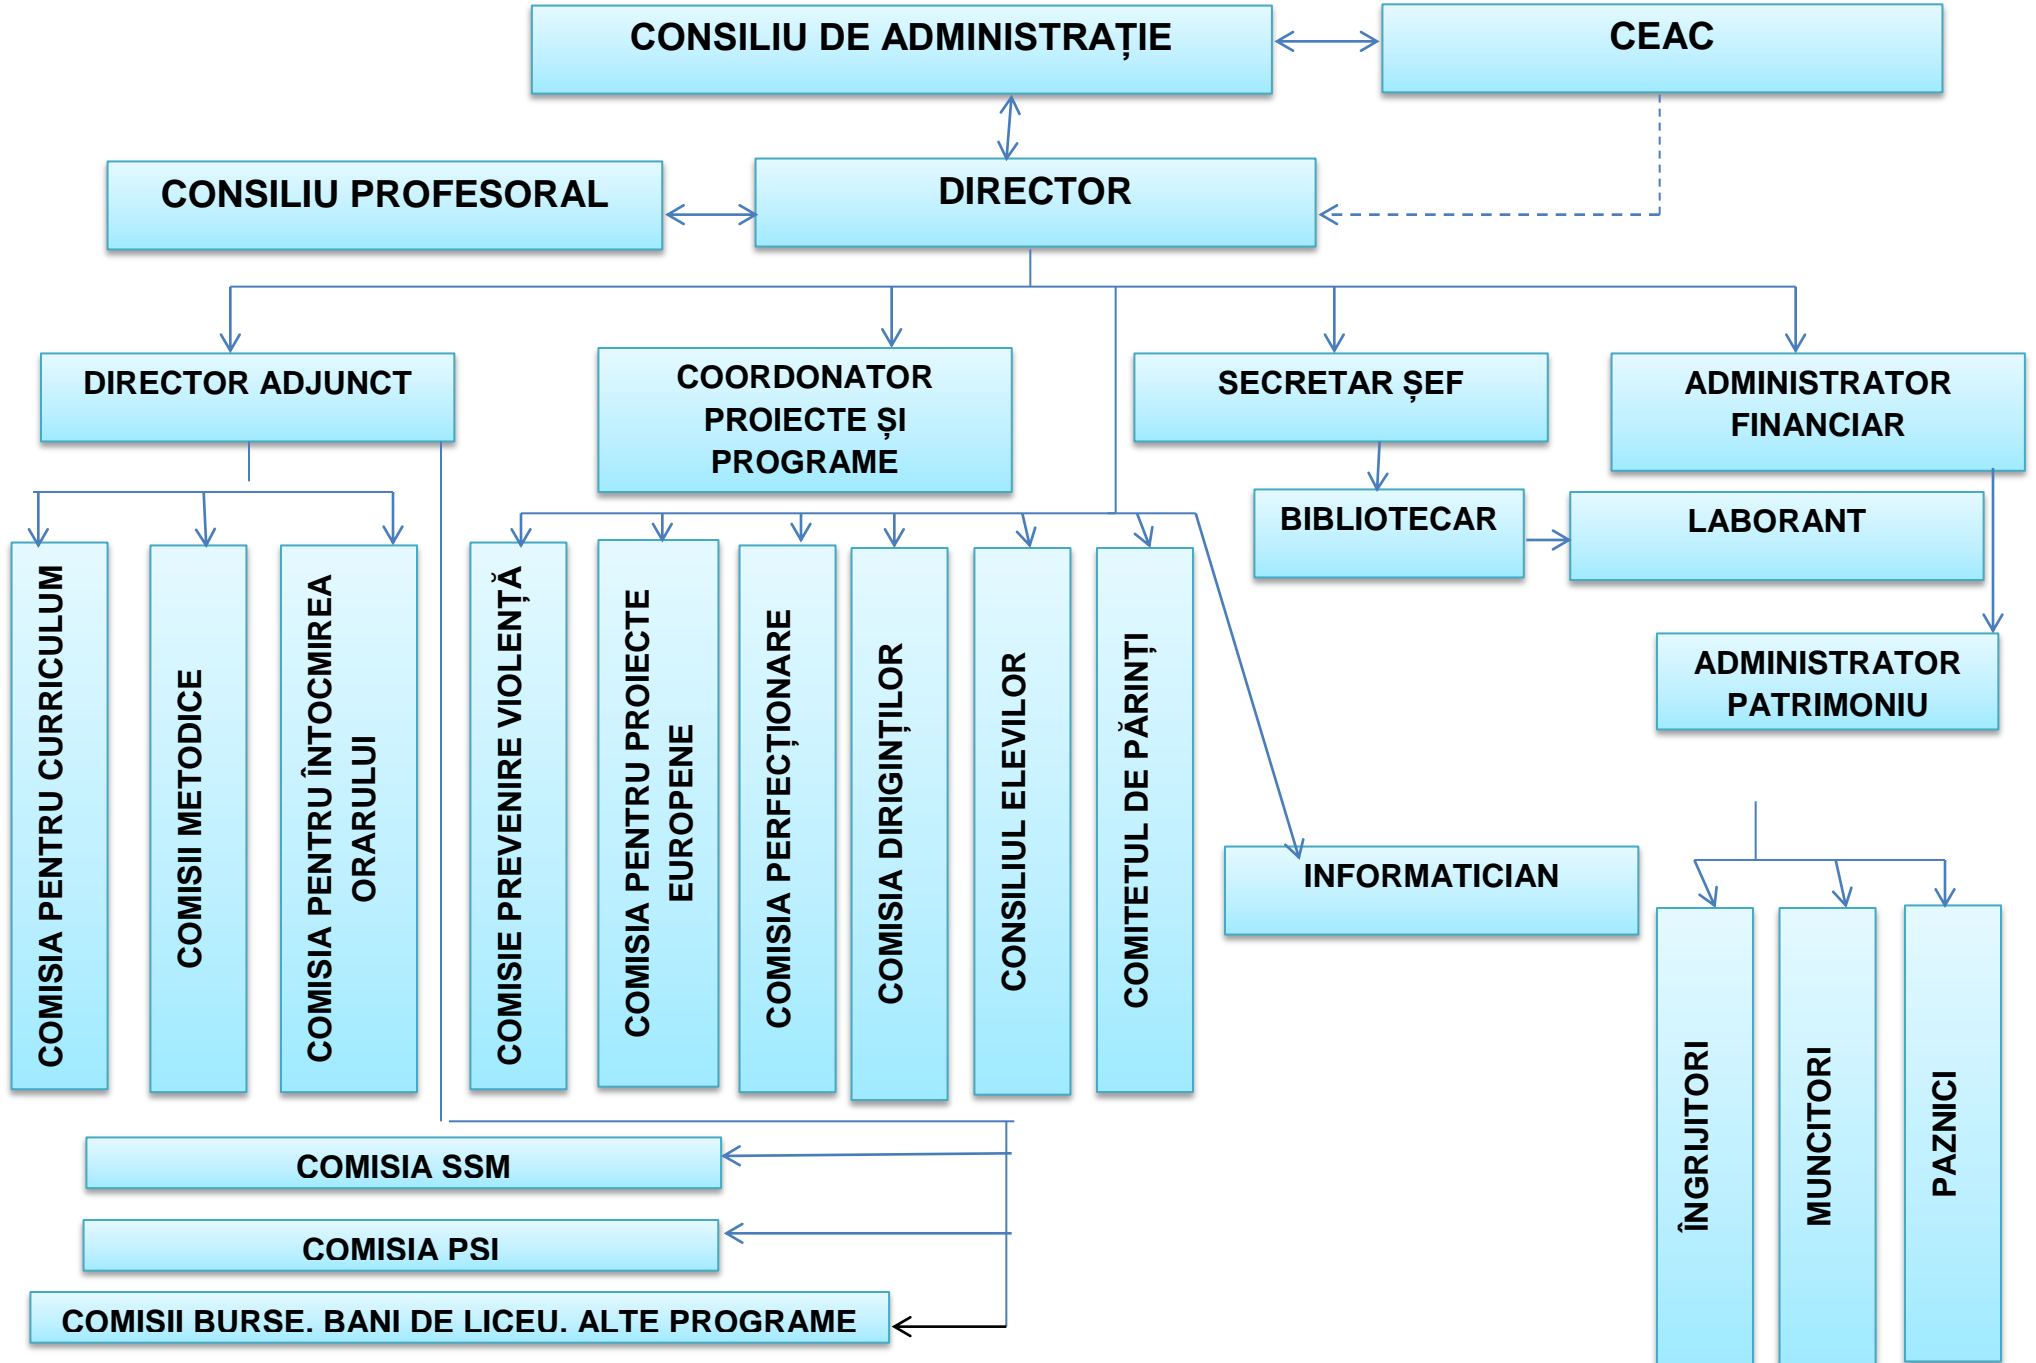 CONSILIU DE ADMINISTRAȚIE
CEAC
CONSILIU PROFESORAL
DIRECTOR
DIRECTOR ADJUNCT
COORDONATOR
PROIECTE ȘI
PROGRAME
SECRETAR ȘEF
ADMINISTRATOR
FINANCIAR
BIBLIOTECAR
LABORANT
ADMINISTRATOR
PATRIMONIU
COMISIA PENTRU CURRICULUM
COMISII METODICE
COMISIA PENTRU ÎNTOCMIREA
ORARULUI
COMISIE PREVENIRE VIOLENȚĂ
COMISIA PENTRU PROIECTE
EUROPENE
COMISIA PERFECȚIONARE
COMISIA DIRIGINȚILOR
CONSILIUL ELEVILOR
COMITETUL DE PĂRINȚI
INFORMATICIAN
ÎNGRIJITORI
MUNCITORI
PAZNICI
COMISIA SSM
COMISIA PSI
COMISII BURSE. BANI DE LICEU. ALTE PROGRAME